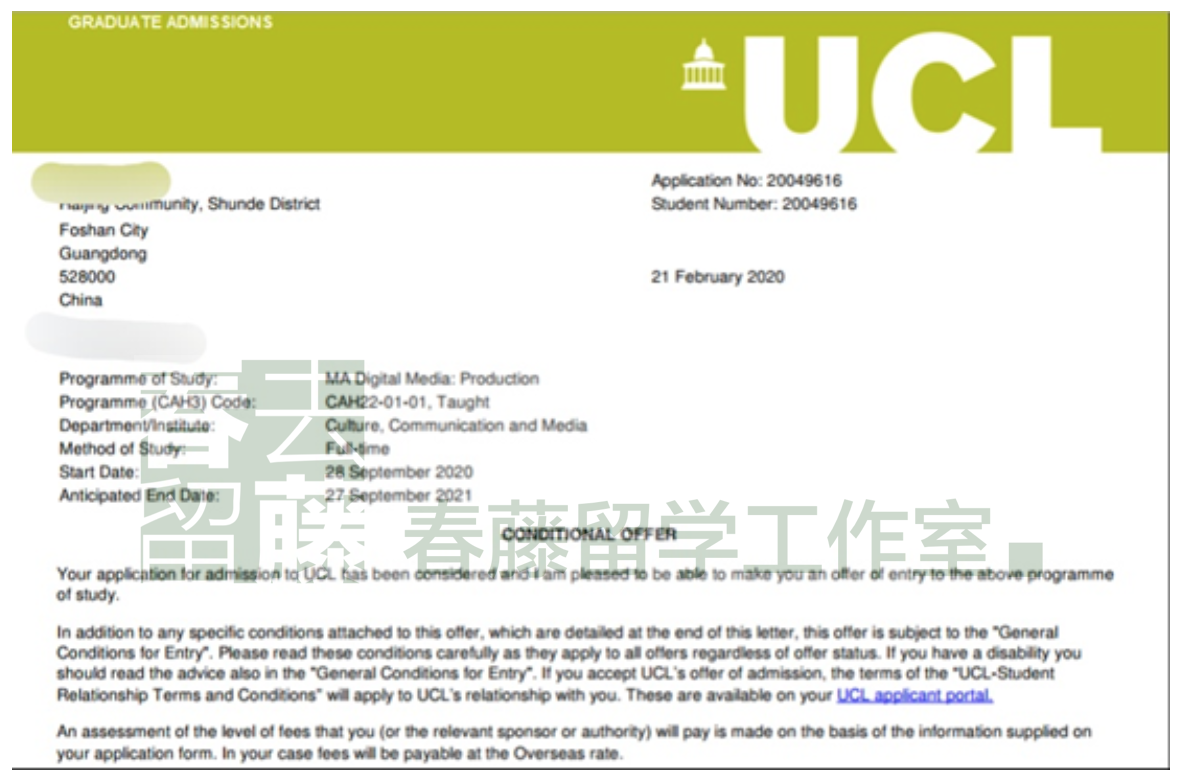 GRADUATE ADMISSIONS
UCL
Application No: 20049616
Haijing Community, Shunde District
Student Number: 20049616
Foshan City
Guangdong
528000
21 February 2020
China
Programme of Study: MA Digital Media: Production
Programme (CAH3) Code: CAH22-01-01, Taught
Department/Institute: Culture, Communication and Media
Method of Study: Full-time
Start Date: 28 September 2020
Anticipated End Date: 27 September 2021
春藤留学工作室
CONDITIONAL OFFER
Your application for admission to UCL has been considered and I am pleased to be able to make you an offer of entry to the above programme
of study.
In addition to any specific conditions attached to this offer, which are detailed at the end of this letter, this offer is subject to the "General
Conditions for Entry". Please read these conditions carefully as they apply to all offers regardless of offer status. If you have a disability you
should read the advice also in the "General Conditions for Entry". If you accept UCL's offer of admission, the terms of the "UCL-Student
Relationship Terms and Conditions" will apply to UCL's relationship with you. These are available on your UCL applicant portal.
An assessment of the level of fees that you (or the relevant sponsor or authority) will pay is made on the basis of the information supplied on
your application form. In your case fees will be payable at the Overseas rate.